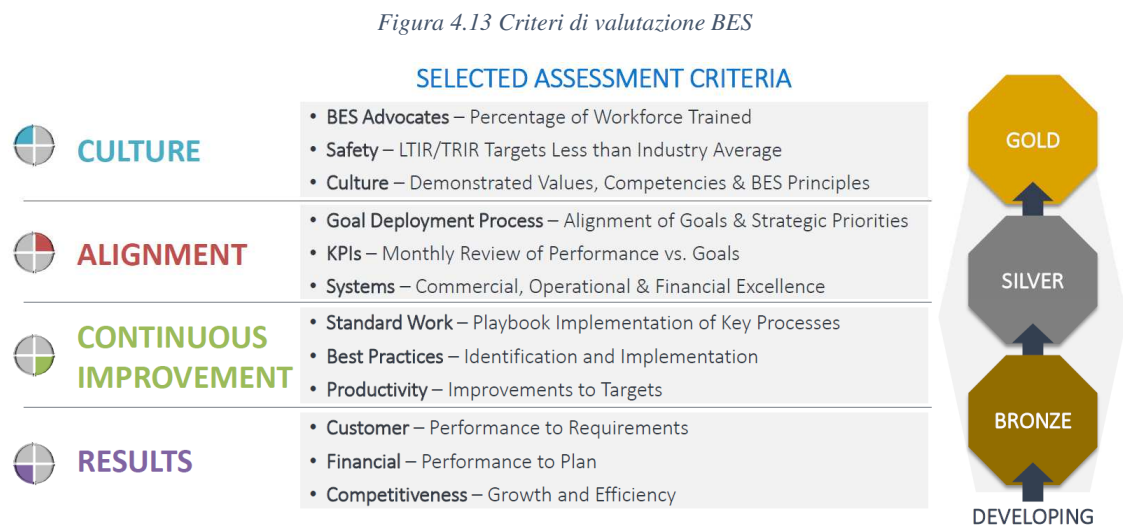 Figura 4.13 Criteri di valutazione BES
SELECTED ASSESSMENT CRITERIA
CULTURE
• BES Advocates – Percentage of Workforce Trained
• Safety – LTIR/TRIR Targets Less than Industry Average
• Culture – Demonstrated Values, Competencies & BES Principles
ALIGNMENT
• Goal Deployment Process – Alignment of Goals & Strategic Priorities
• KPIs – Monthly Review of Performance vs. Goals
• Systems – Commercial, Operational & Financial Excellence
CONTINUOUS
IMPROVEMENT
• Standard Work – Playbook Implementation of Key Processes
• Best Practices – Identification and Implementation
• Productivity – Improvements to Targets
RESULTS
• Customer – Performance to Requirements
• Financial – Performance to Plan
• Competitiveness – Growth and Efficiency
GOLD
SILVER
BRONZE
DEVELOPING